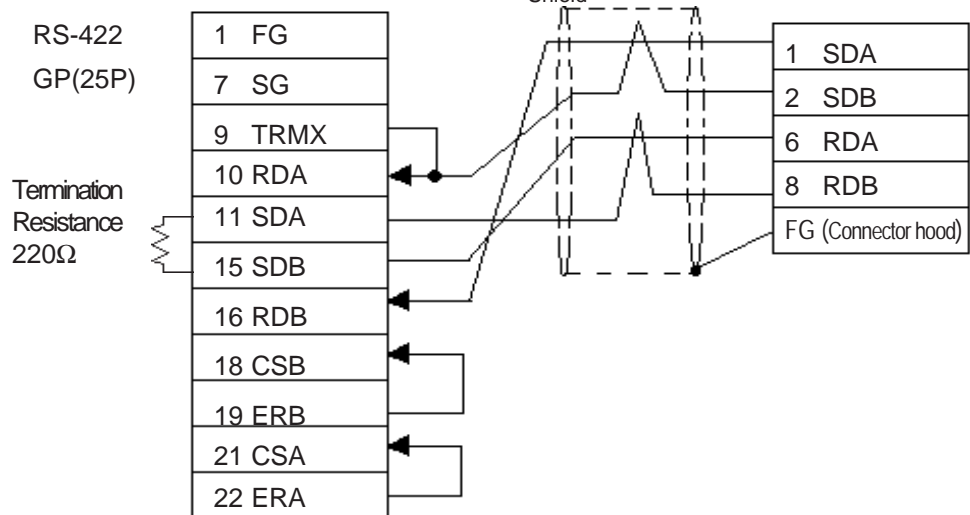 Shield
RS-422
GP(25P)
1 FG
7 SG
9 TRMX
10 RDA
11 SDA
15 SDB
16 RDB
18 CSB
19 ERB
21 CSA
22 ERA
Termination
Resistance
220Ω
1 SDA
2 SDB
6 RDA
8 RDB
FG (Connector hood)